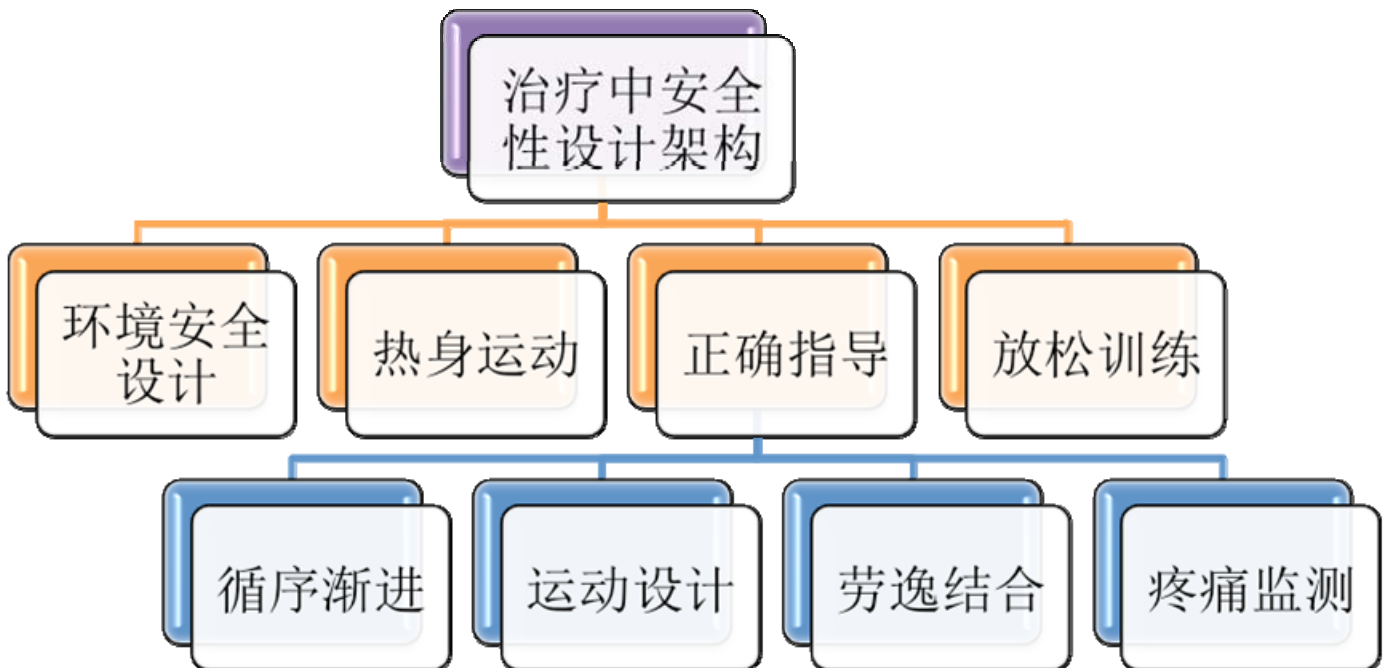 治疗中安全
性设计架构
环境安全
设计
热身运动
正确指导
放松训练
循序渐进
运动设计
劳逸结合
疼痛监测